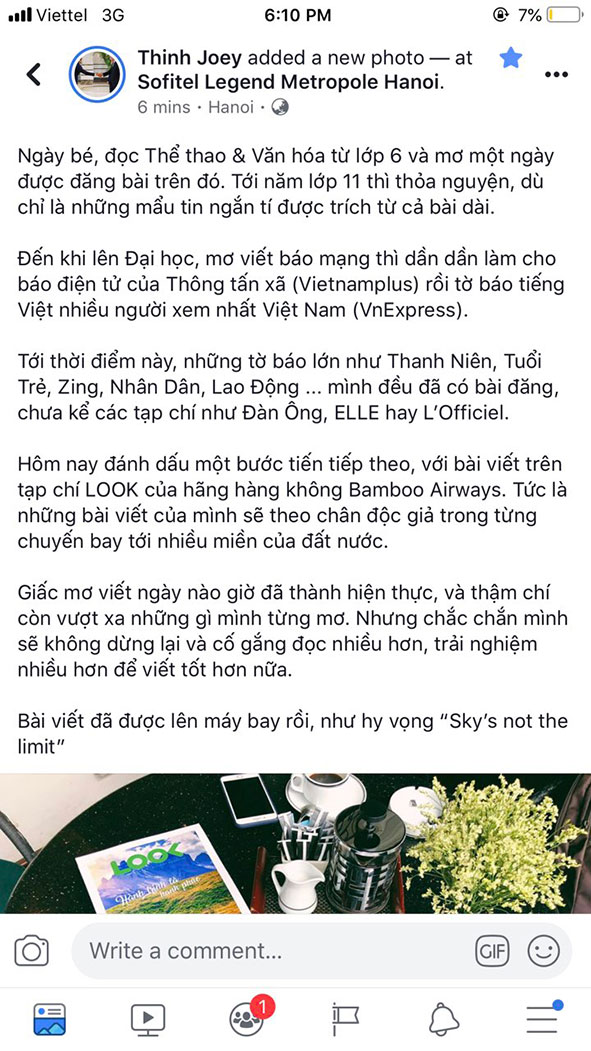 Viettel 3G 6:10 PM 7%
Thinh Joey added a new photo — at
Sofitel Legend Metropole Hanoi.
6 mins · Hanoi ·
Ngày bé, đọc Thể thao & Văn hóa từ lớp 6 và mơ một ngày
được đăng bài trên đó. Tới năm lớp 11 thì thỏa nguyện, dù
chỉ là những mẩu tin ngắn tí được trích từ cả bài dài.
Đến khi lên Đại học, mơ viết báo mạng thì dần dần làm cho
báo điện tử của Thông tấn xã (Vietnamplus) rồi tờ báo tiếng
Việt nhiều người xem nhất Việt Nam (VnExpress).
Tới thời điểm này, những tờ báo lớn như Thanh Niên, Tuổi
Trẻ, Zing, Nhân Dân, Lao Động ... mình đều đã có bài đăng,
chưa kể các tạp chí như Đàn Ông, ELLE hay L’Officiel.
Hôm nay đánh dấu một bước tiến tiếp theo, với bài viết trên
tạp chí LOOK của hãng hàng không Bamboo Airways. Tức là
những bài viết của mình sẽ theo chân độc giả trong từng
chuyến bay tới nhiều miền của đất nước.
Giấc mơ viết ngày nào giờ đã thành hiện thực, và thậm chí
còn vượt xa những gì mình từng mơ. Nhưng chắc chắn mình
sẽ không dừng lại và cố gắng đọc nhiều hơn, trải nghiệm
nhiều hơn để viết tốt hơn nữa.
Bài viết đã được lên máy bay rồi, như hy vọng “Sky’s not the
limit”
LOOK
Hành trình tới
hạnh phúc
Write a comment...
GIF
1